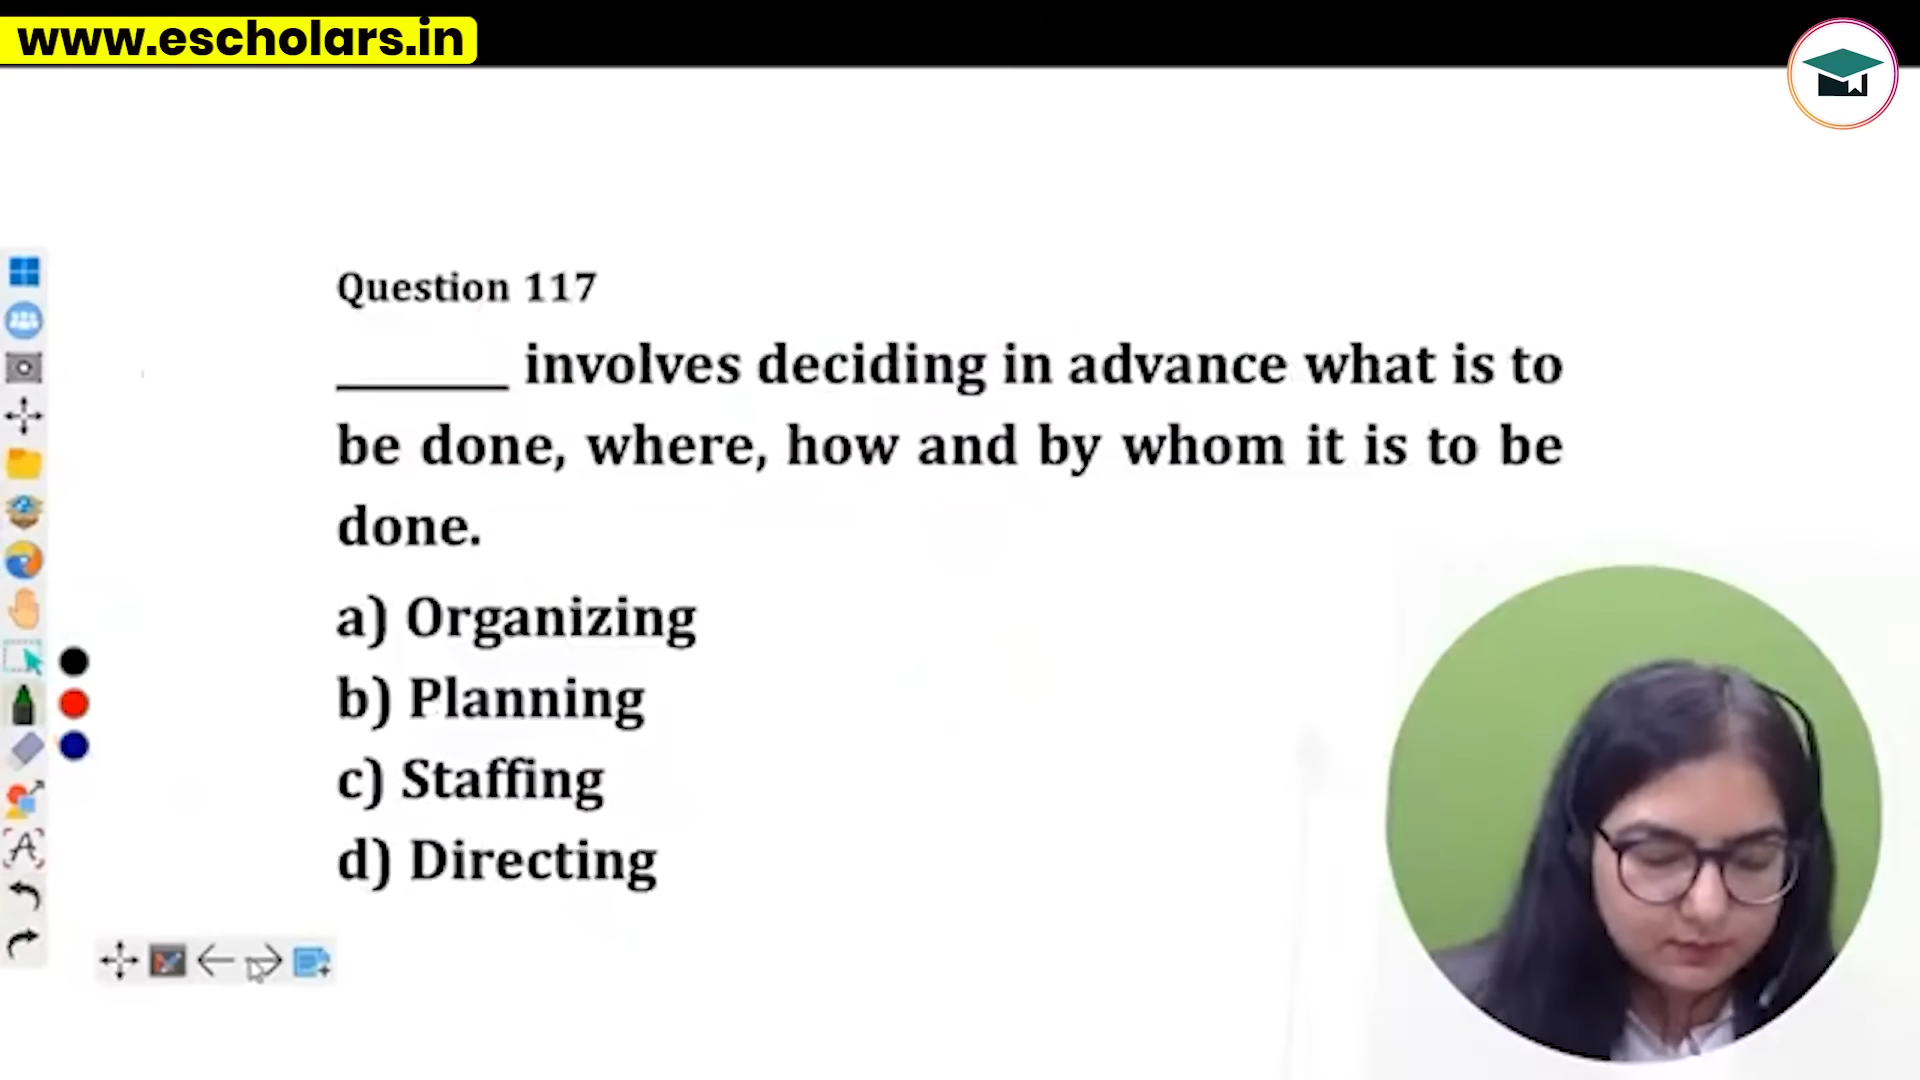 www.escholars.in
Question 117
________ involves deciding in advance what is to
be done, where, how and by whom it is to be
done.
a) Organizing
b) Planning
c) Staffing
d) Directing